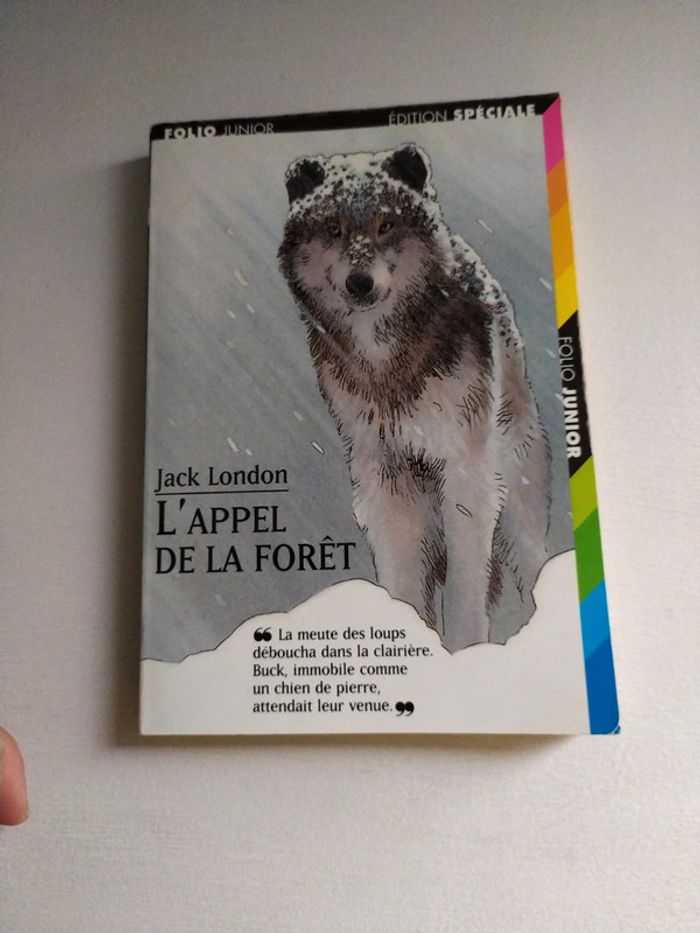 FOLIO JUNIOR
ÉDITION SPÉCIALE
FOLIO JUNIOR
Jack London
L'APPEL
DE LA FORÊT
“ La meute des loups
déboucha dans la clairière.
Buck, immobile comme
un chien de pierre,
attendait leur venue. ”